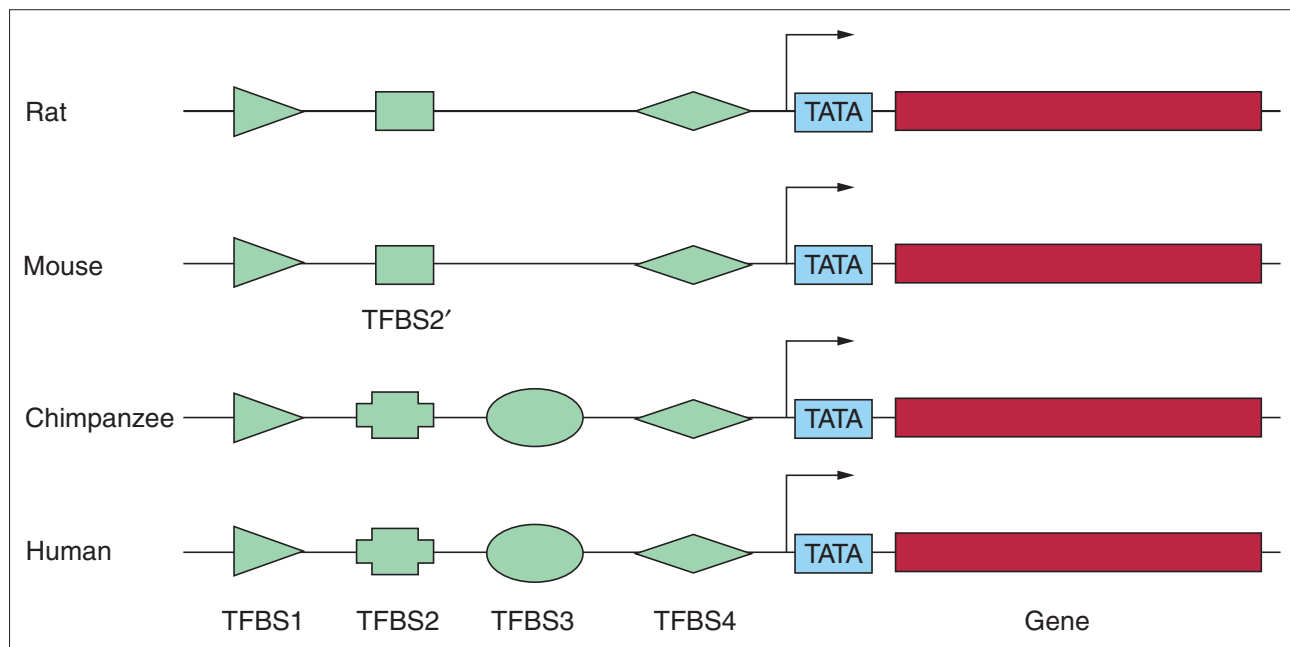 Rat TATA
Mouse TATA
TFBS2′
Chimpanzee TATA
Human TATA
TFBS1 TFBS2 TFBS3 TFBS4 Gene